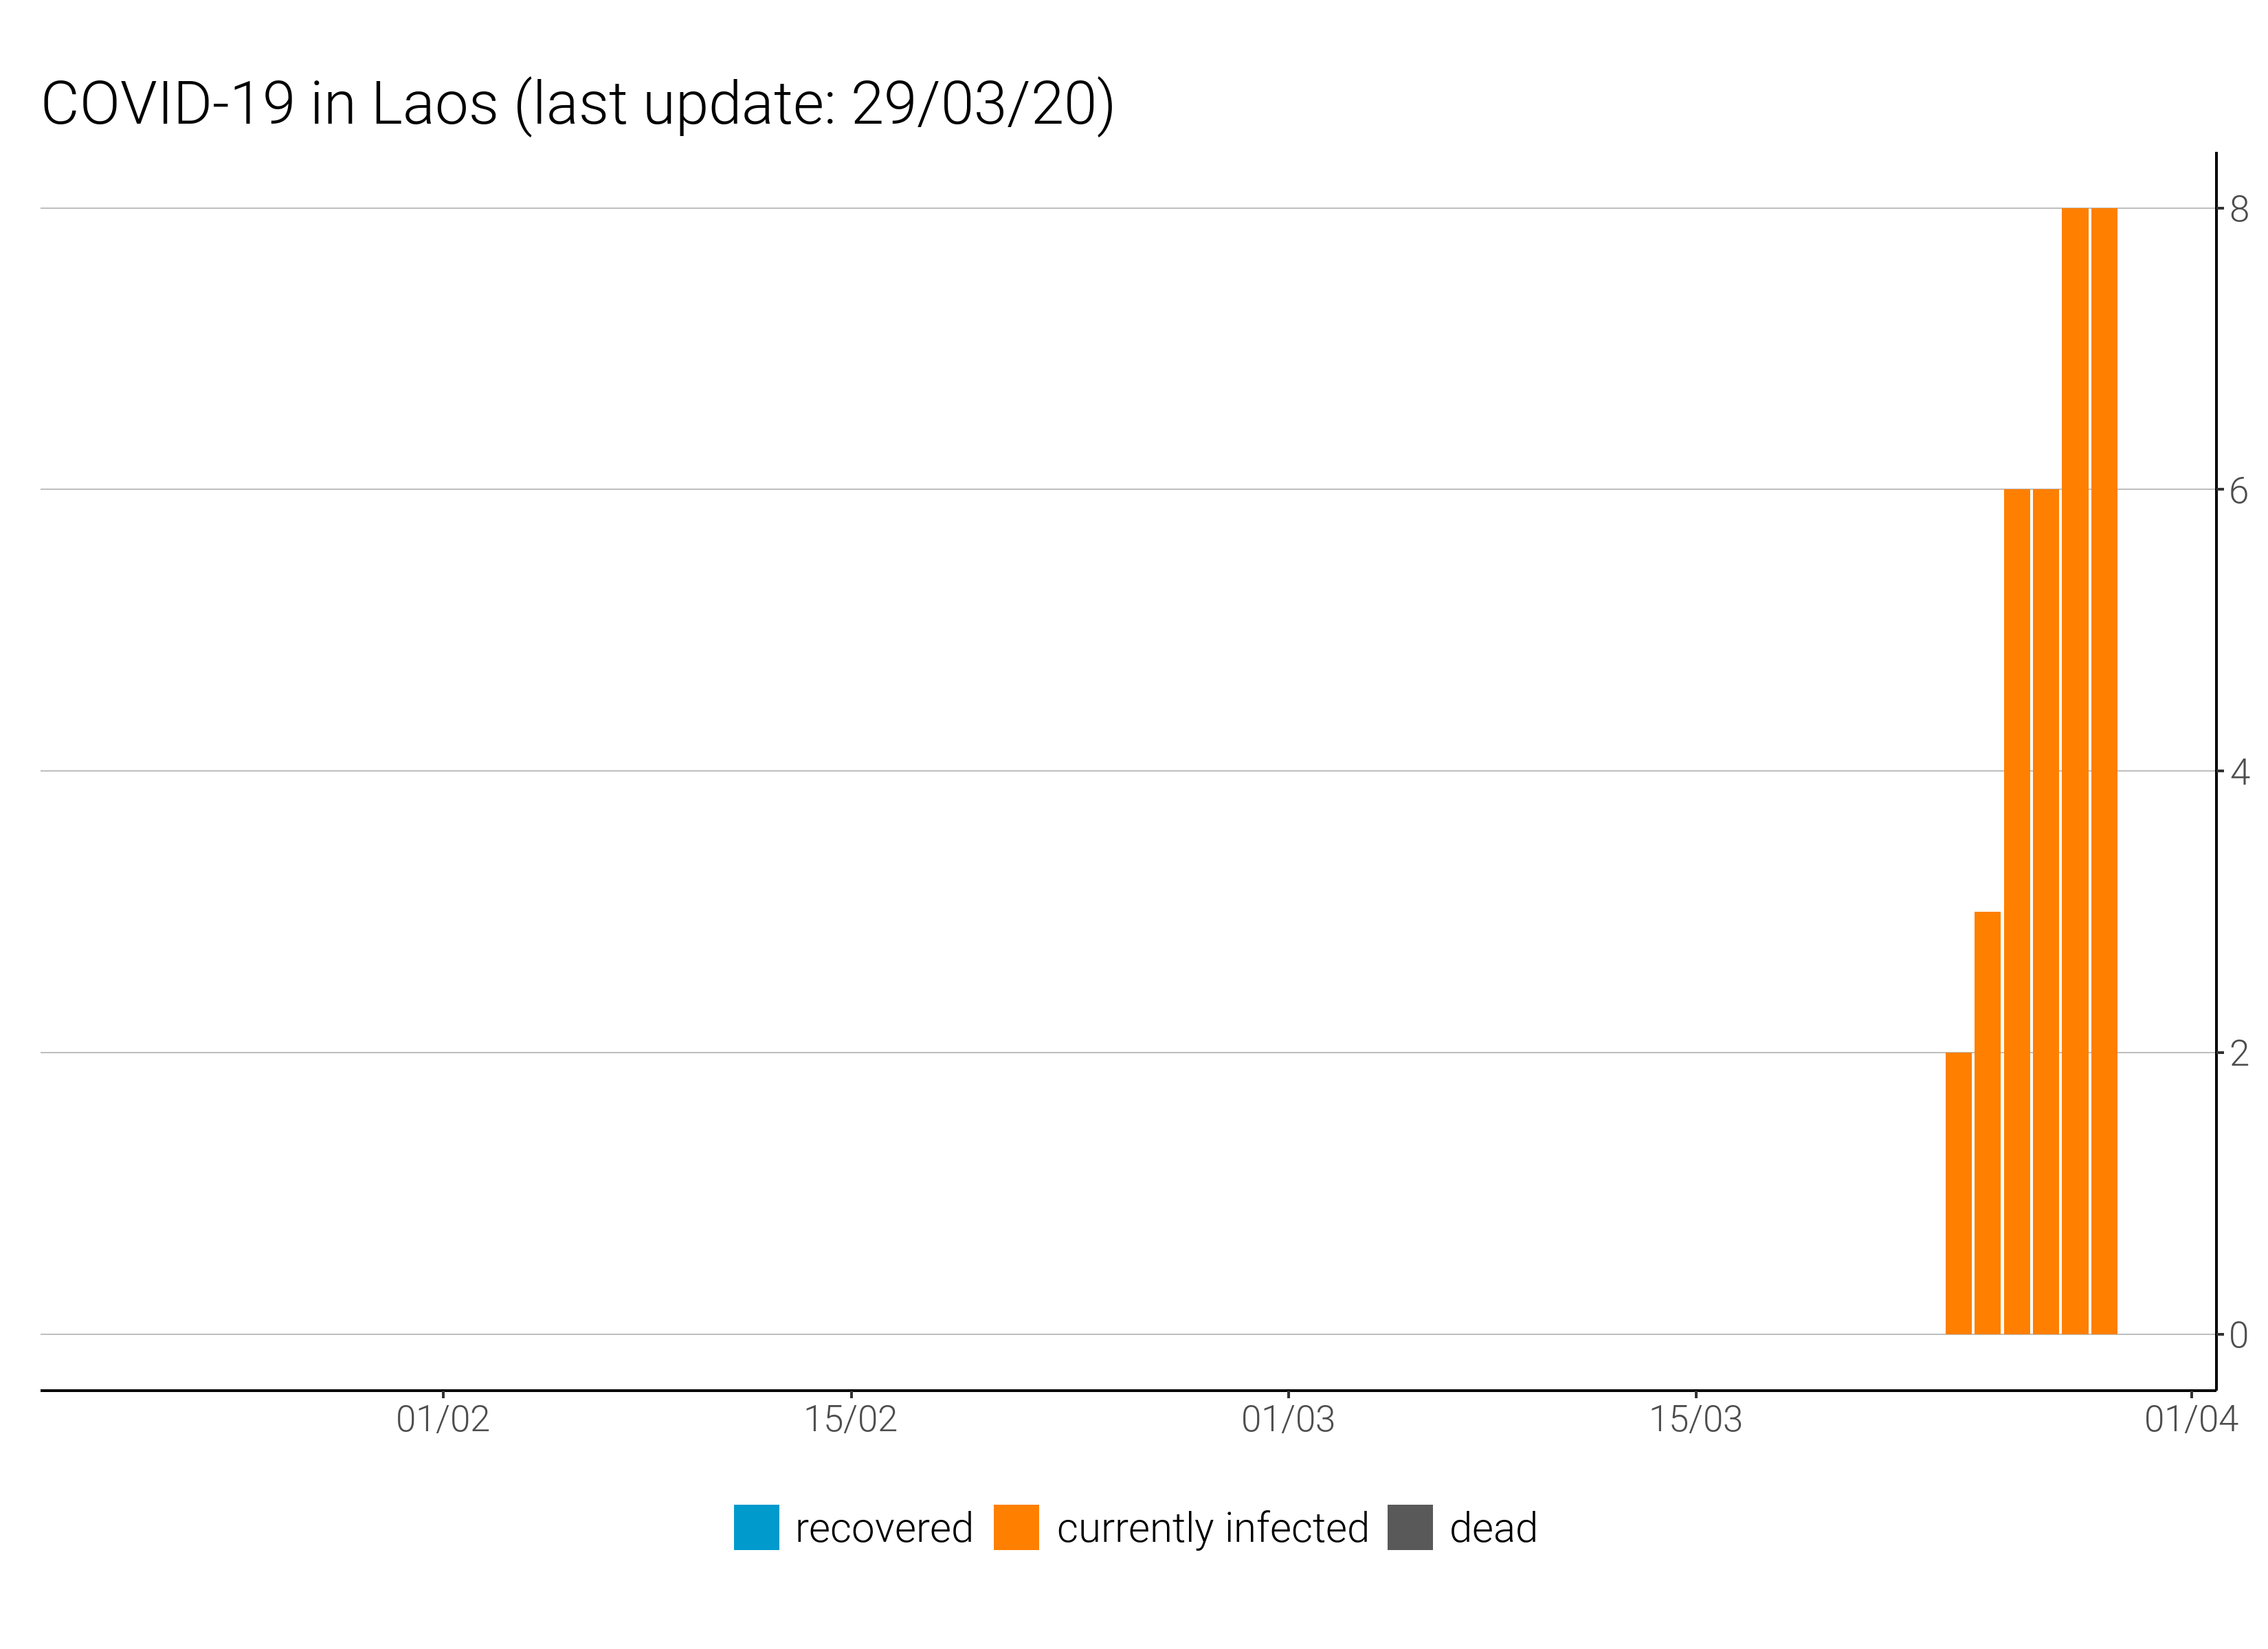 COVID-19 in Laos (last update: 29/03/20)
8
6
4
2
0
01/02 15/02 01/03 15/03 01/04
recovered currently infected dead